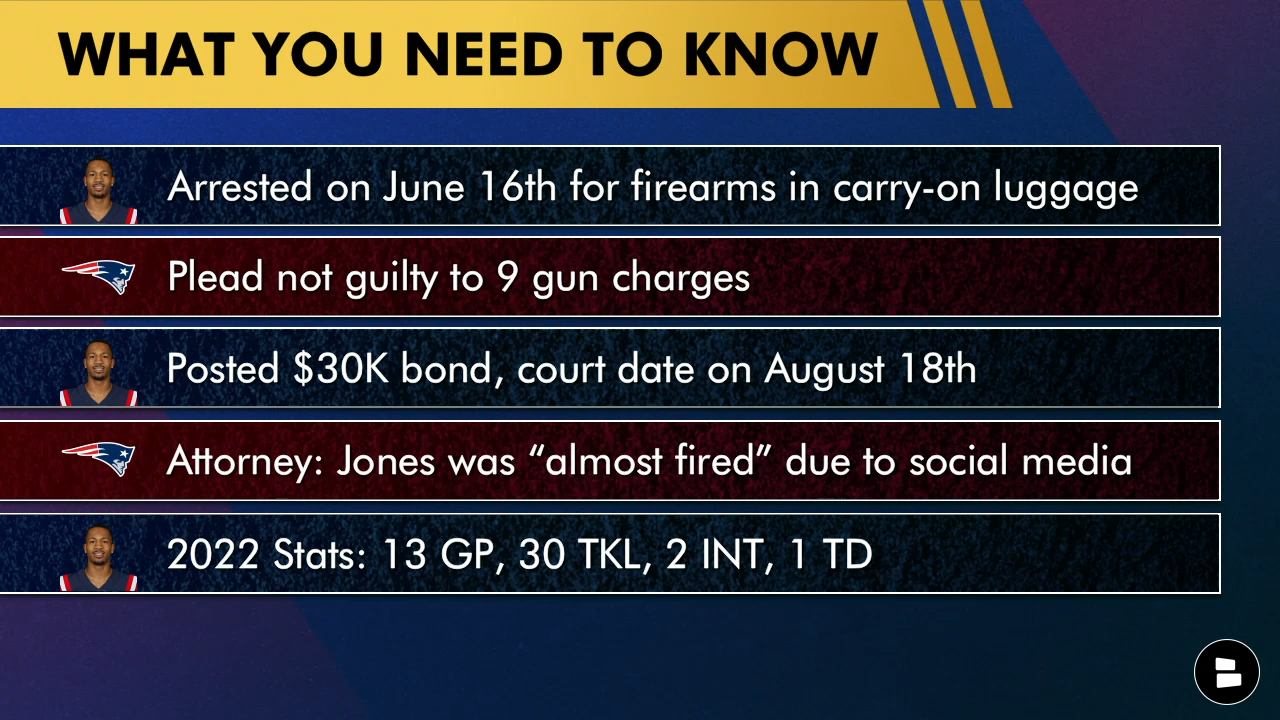 WHAT YOU NEED TO KNOW
Arrested on June 16th for firearms in carry-on luggage
Plead not guilty to 9 gun charges
Posted $30K bond, court date on August 18th
Attorney: Jones was “almost fired” due to social media
2022 Stats: 13 GP, 30 TKL, 2 INT, 1 TD